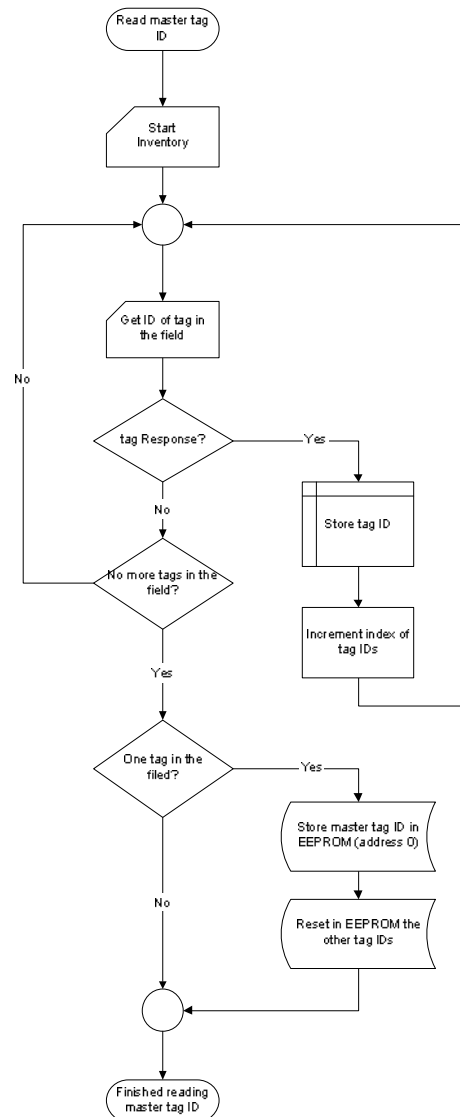 Read master tag
ID
Start
Inventory
Get ID of tag in
the field
No
tag Response?
Yes
Store tag ID
No
No more tags in the
field?
Increment index of
tag IDs
Yes
One tag in the
filed?
Yes
Store master tag ID in
EEPROM (address 0)
No
Reset in EEPROM the
other tag IDs
Finished reading
master tag ID